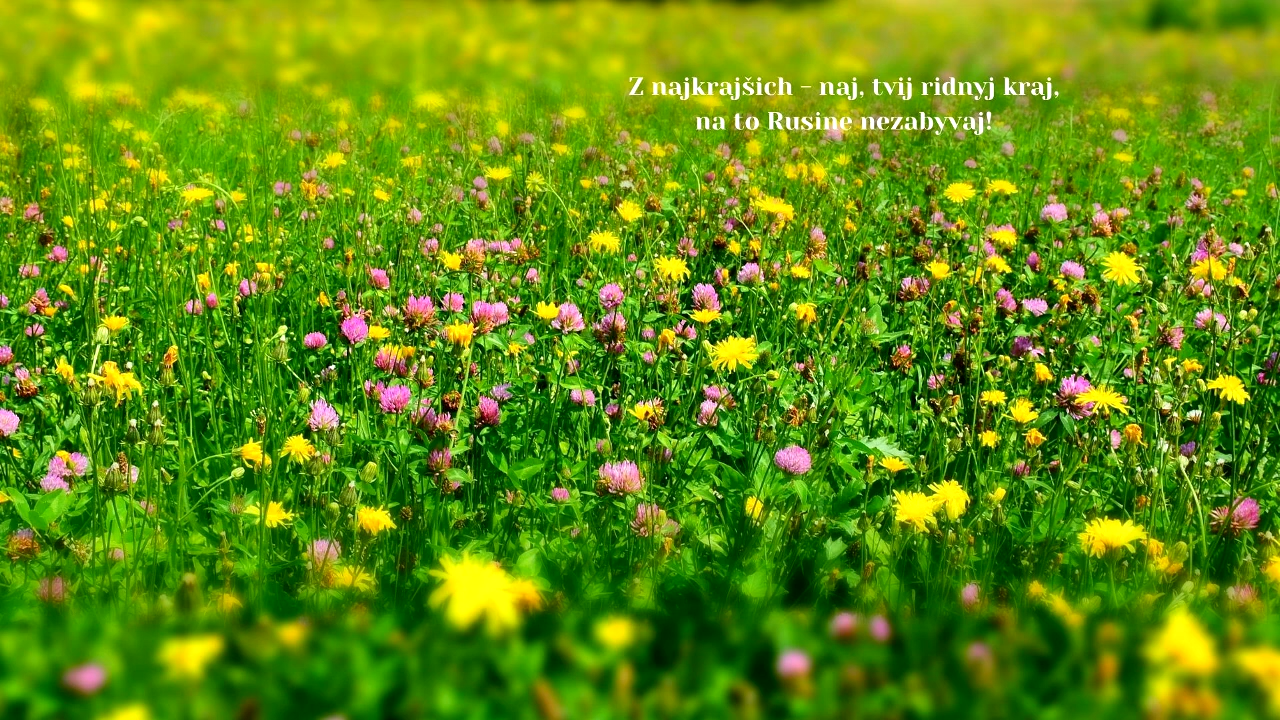 Z najkrajšich - naj, tvij ridnyj kraj,
na to Rusine nezabyvaj!